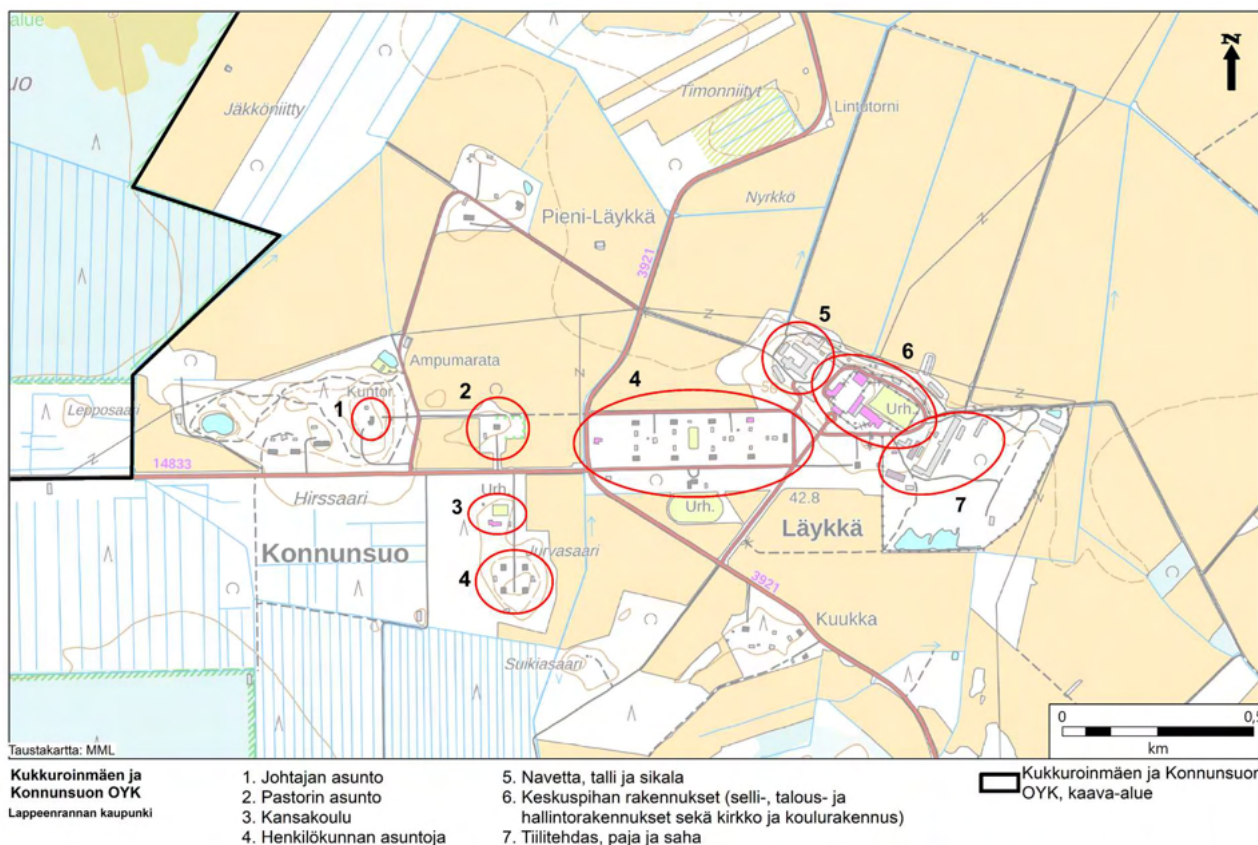 alue
UO
Jäkköniitty
Timonniityt
Lintutorni
N
Nyrkkö
Pieni-Läykkä
3921
5
Ampumarata
6
Kuntor.
2
4
1
Lepposaari
Urh.
14833
Hirssaari
Urh.
3
Urh.
42.8
7
Konnunsuo
Jurvasaari
Läykkä
4
3921
Kuukka
Suikiasaari
0 0,5
km
Taustakartta: MML
Kukkuroinmäen ja
Konnunsuon OYK
Lappeenrannan kaupunki
1. Johtajan asunto
2. Pastorin asunto
3. Kansakoulu
4. Henkilökunnan asuntoja
5. Navetta, talli ja sikala
6. Keskuspihan rakennukset (selli-, talous- ja
hallintorakennukset sekä kirkko ja koulurakennus)
7. Tiilitehdas, paja ja saha
Kukkuroinmäen ja Konnunsuon
OYK, kaava-alue